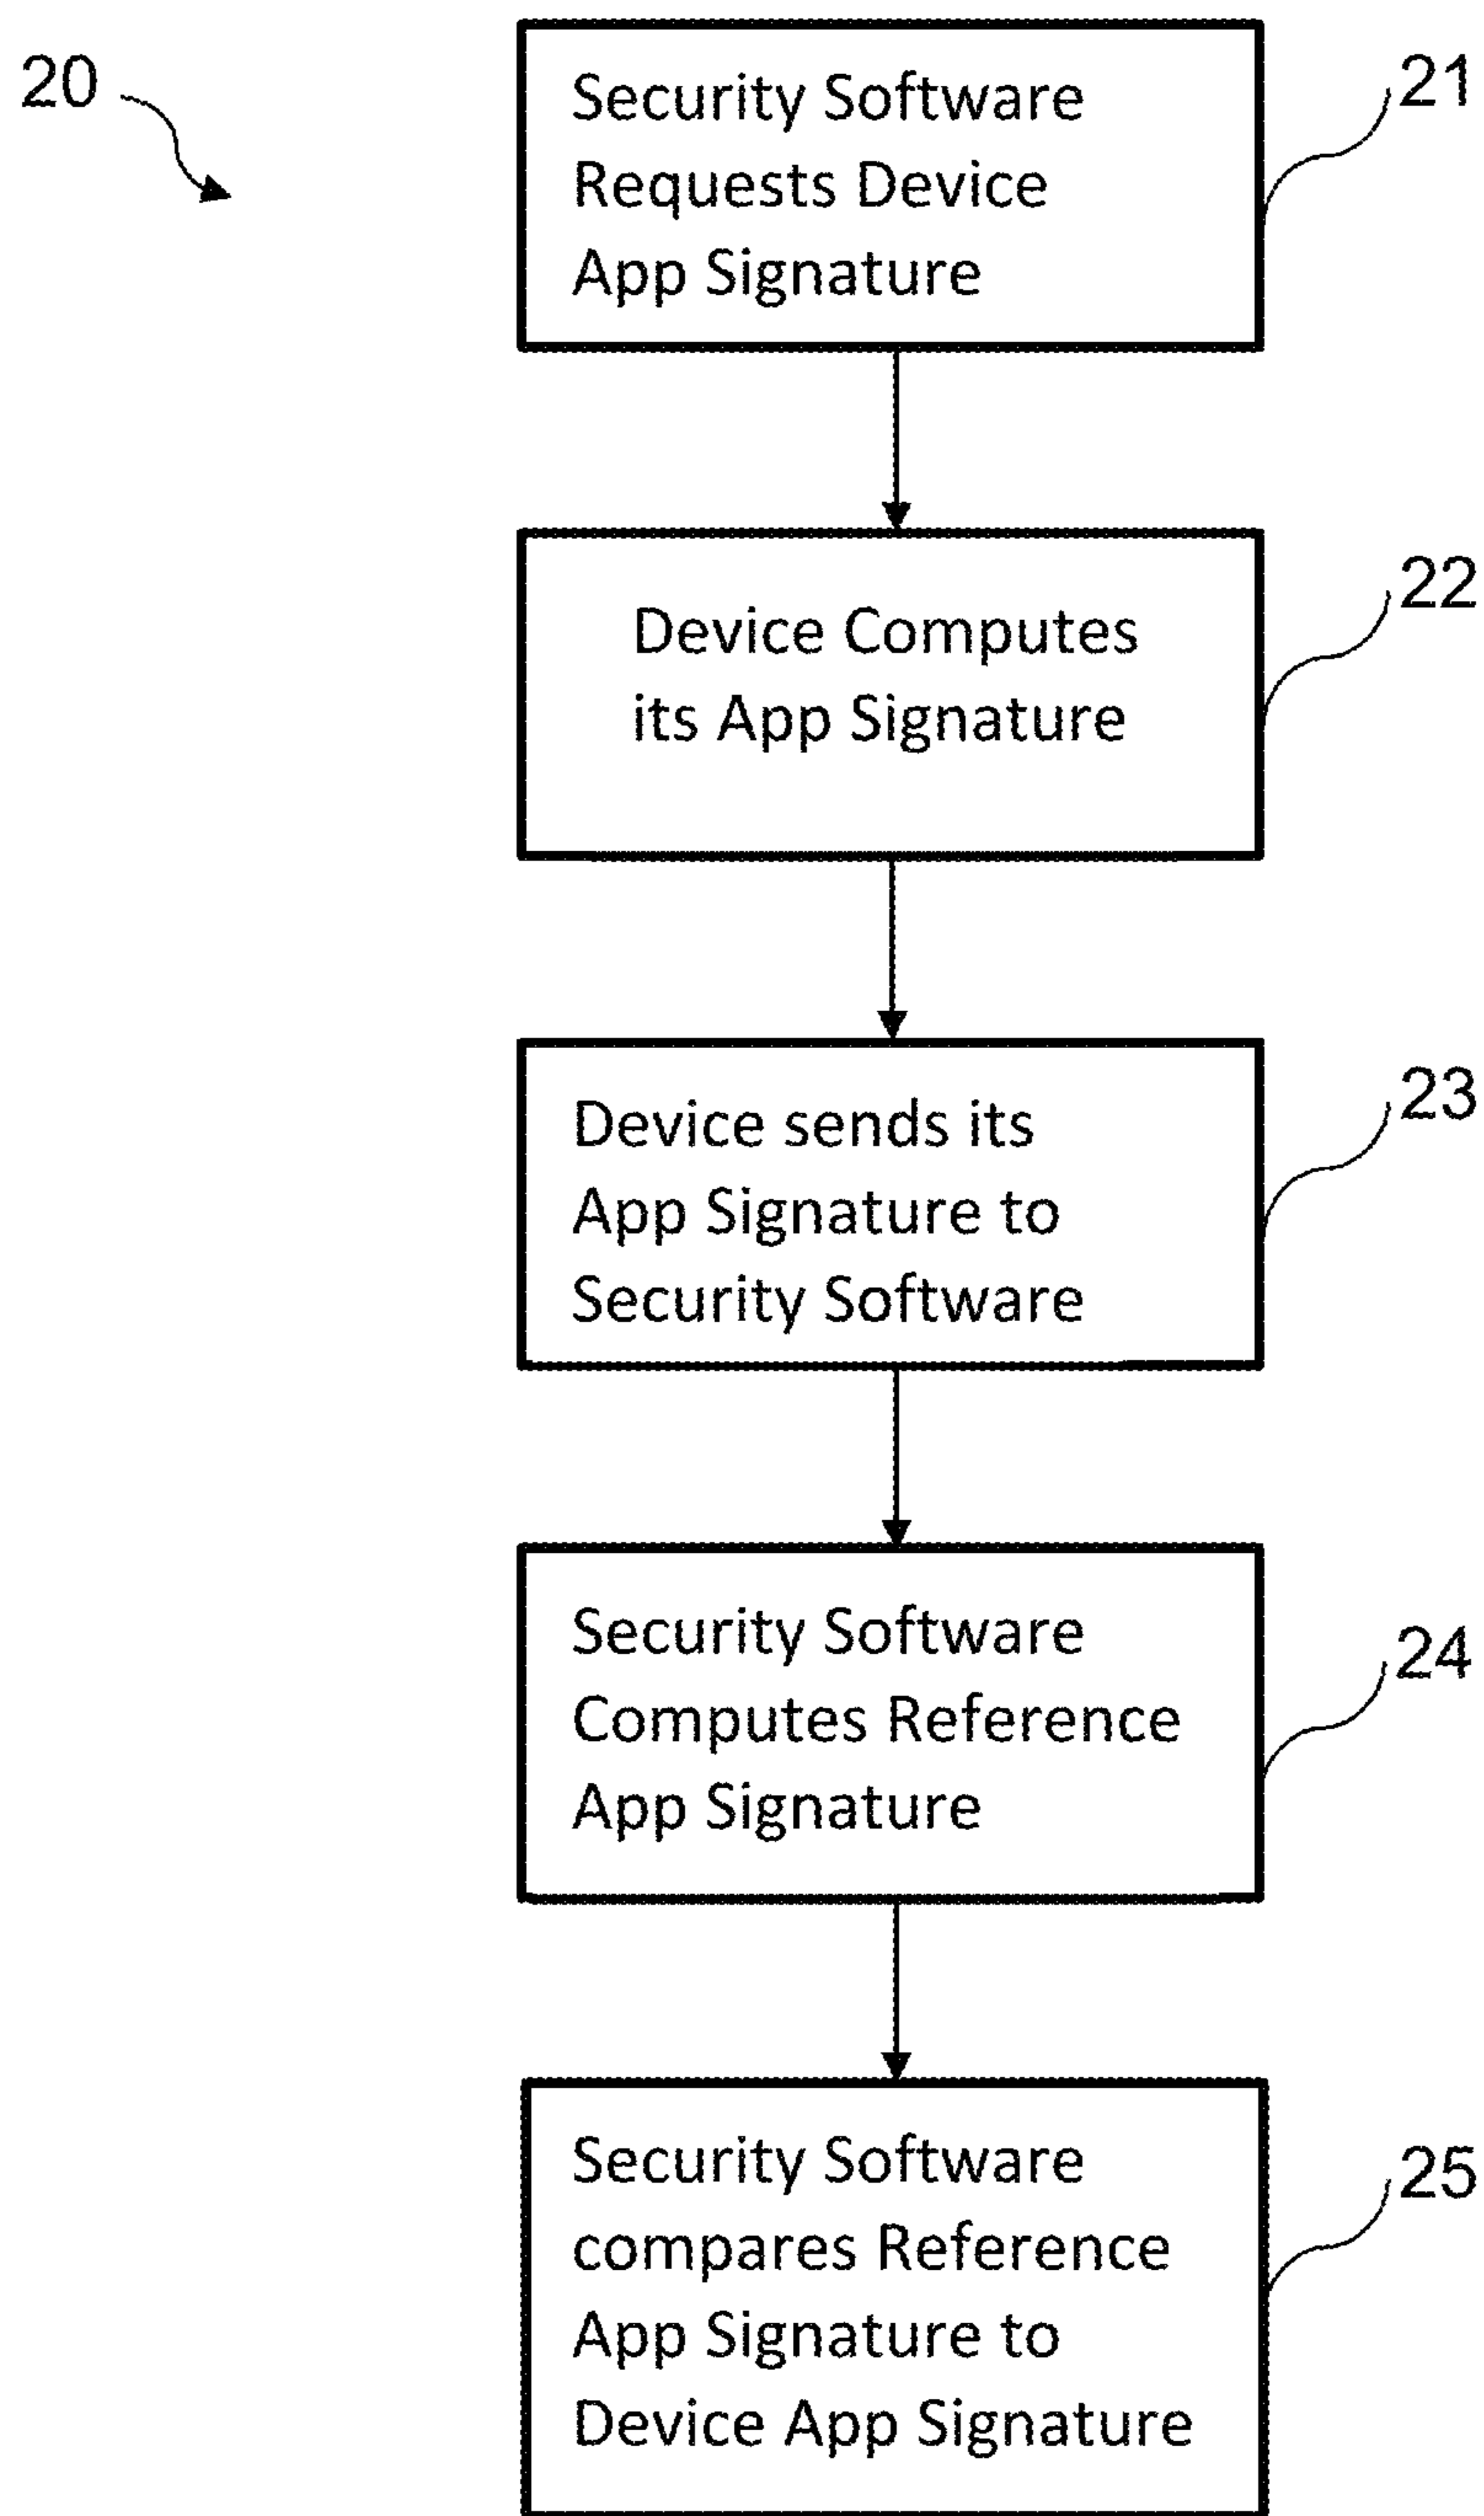 20
Security Software
Requests Device
App Signature
21
Device Computes
its App Signature
22
Device sends its
App Signature to
Security Software
23
Security Software
Computes Reference
App Signature
24
Security Software
compares Reference
App Signature to
Device App Signature
25